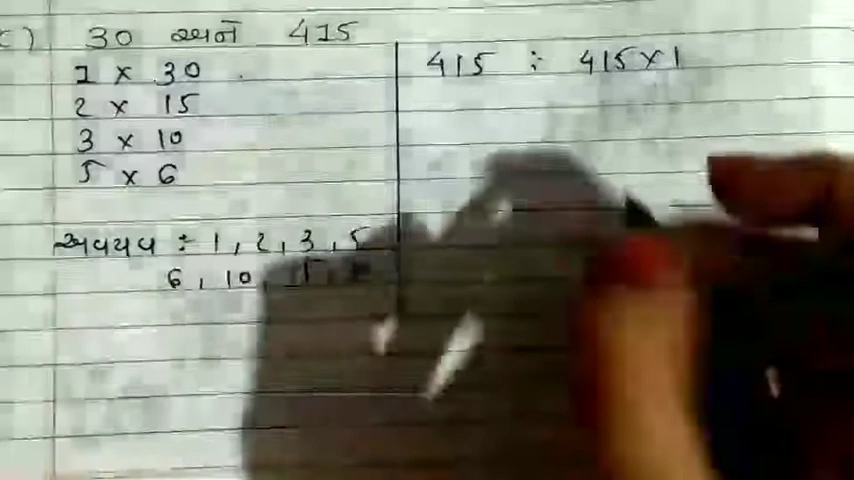 c) 30 અને 415
1 × 30
2 × 15
3 × 10
5 × 6
અવયવ ÷ 1, 2, 3, 5
6, 10, 15,
415 ÷ 415×1